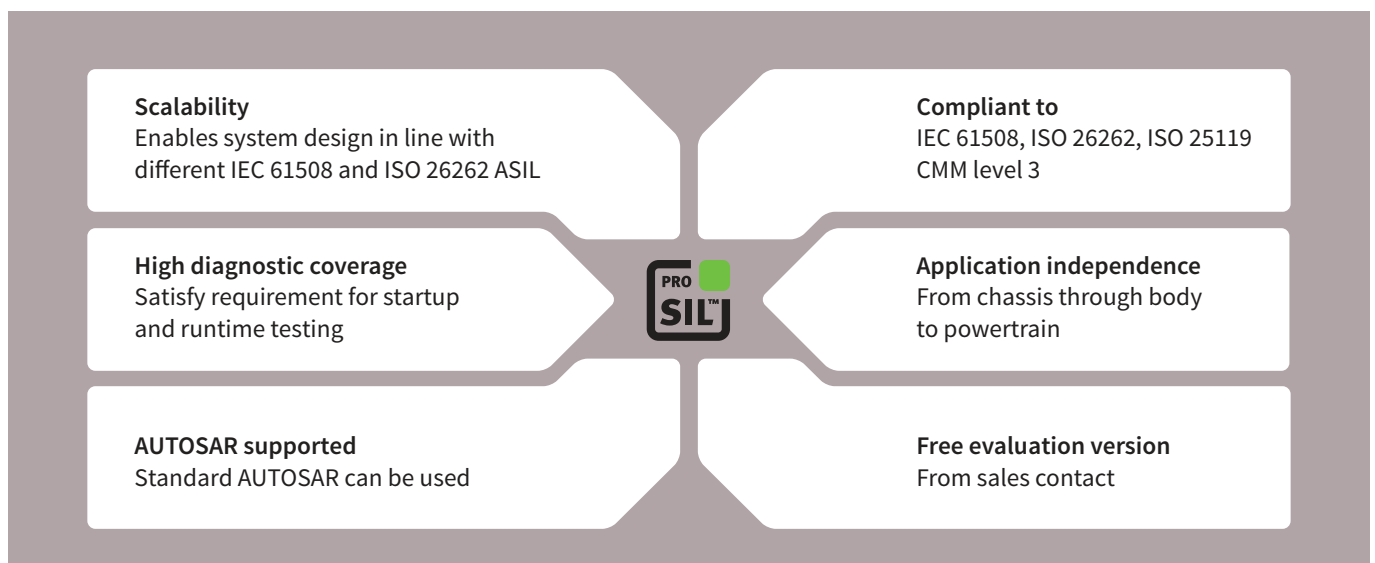 Scalability
Enables system design in line with
different IEC 61508 and ISO 26262 ASIL
Compliant to
IEC 61508, ISO 26262, ISO 25119
CMM level 3
High diagnostic coverage
Satisfy requirement for startup
and runtime testing
PRO
SIL™
Application independence
From chassis through body
to powertrain
AUTOSAR supported
Standard AUTOSAR can be used
Free evaluation version
From sales contact